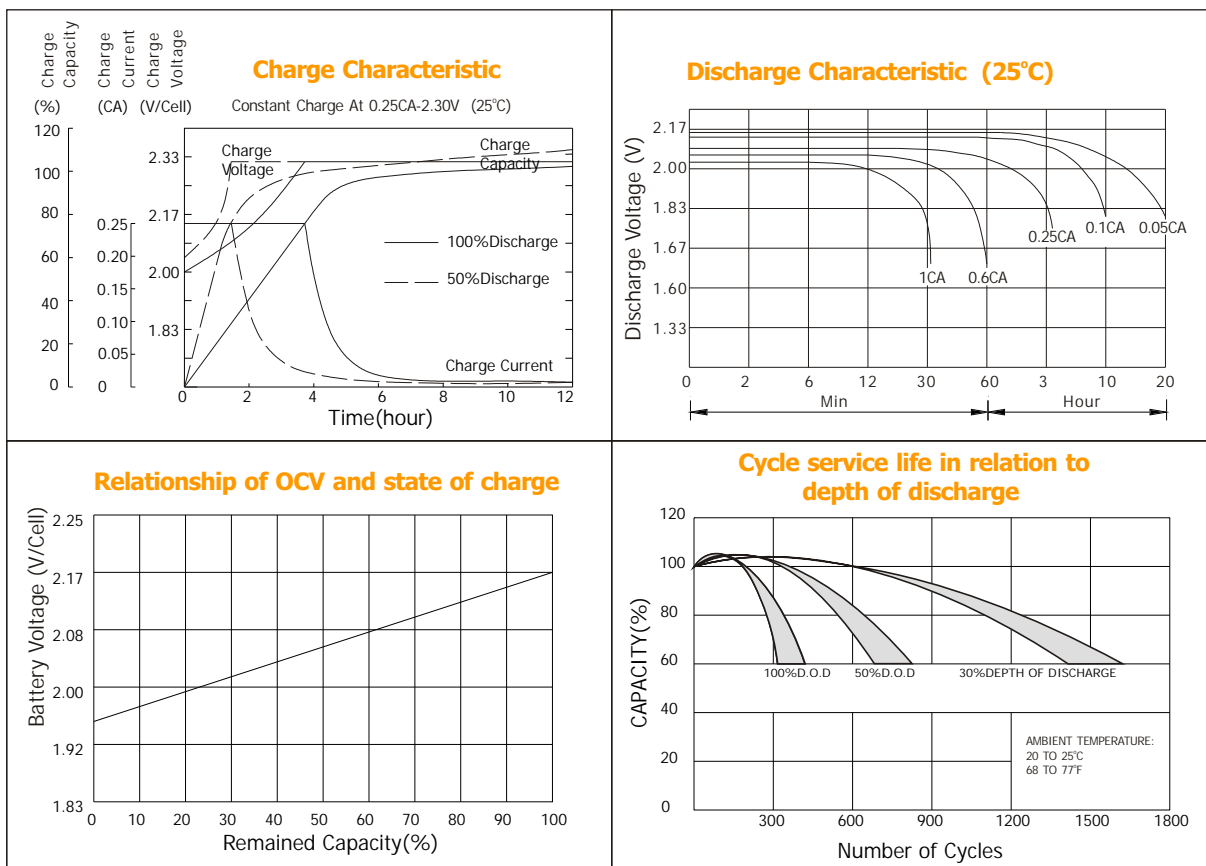 Charge Capacity
Charge Current
Charge Voltage
(%)
(CA)
(V/Cell)
Charge Characteristic
Constant Charge At 0.25CA-2.30V (25°C)
120
100
80
60
40
20
0
0.25
0.20
0.15
0.10
0.05
0
2.33
2.17
2.00
1.83
Charge Voltage
Charge Capacity
100%Discharge
50%Discharge
Charge Current
0 2 4 6 8 10 12
Time(hour)
Discharge Characteristic (25°C)
Discharge Voltage (V)
2.17
2.00
1.83
1.67
1.60
1.33
1CA
0.6CA
0.25CA
0.1CA
0.05CA
0 2 6 12 30 60 3 10 20
Min
Hour
Relationship of OCV and state of charge
Battery Voltage (V/Cell)
2.25
2.17
2.08
2.00
1.92
1.83
0 10 20 30 40 50 60 70 80 90 100
Remained Capacity(%)
Cycle service life in relation to
depth of discharge
CAPACITY(%)
120
100
80
60
40
20
0
100%D.O.D
50%D.O.D
30%DEPTH OF DISCHARGE
AMBIENT TEMPERATURE:
20 TO 25°C
68 TO 77°F
300 600 900 1200 1500 1800
Number of Cycles